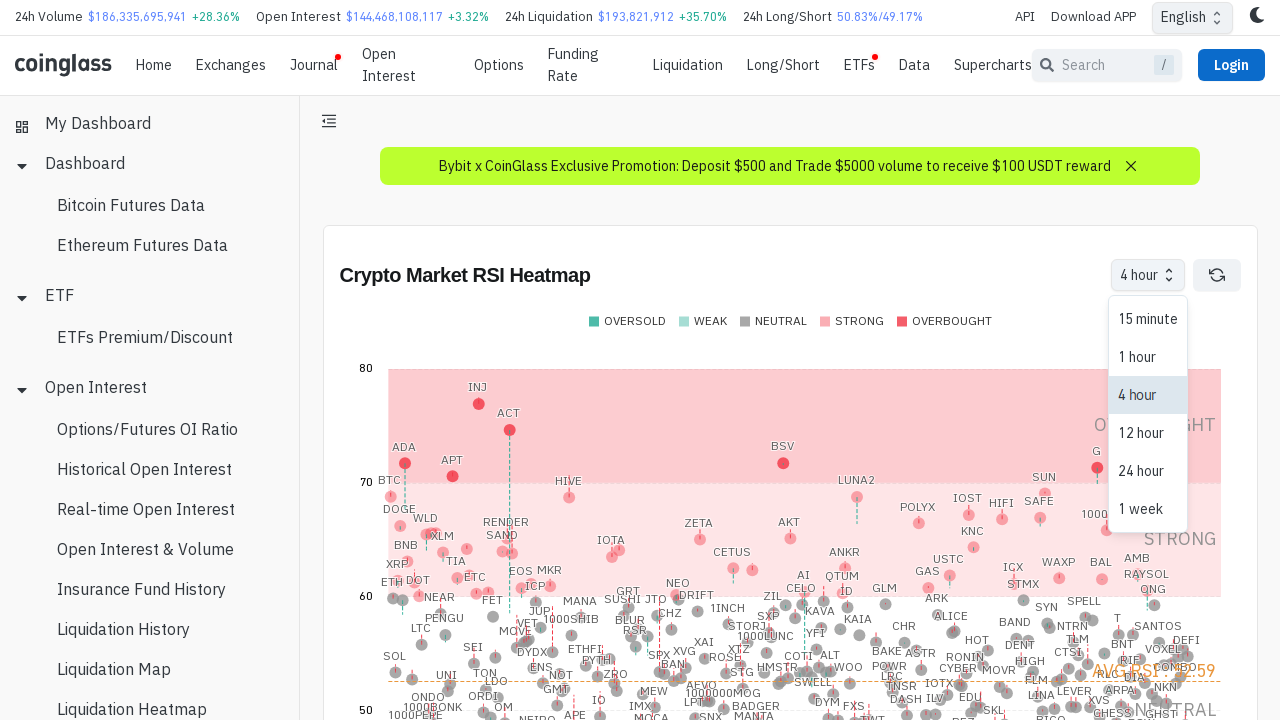 24h Volume $186,335,695,941 +28.36% Open Interest $144,468,108,117 +3.32% 24h Liquidation $193,821,912 +35.70% 24h Long/Short 50.83%/49.17% API Download APP English
coinglass Home Exchanges Journal Open Interest Options Funding Rate Liquidation Long/Short ETFs Data Supercharts Search / Login
My Dashboard
Dashboard
Bitcoin Futures Data
Ethereum Futures Data
ETF
ETFs Premium/Discount
Open Interest
Options/Futures OI Ratio
Historical Open Interest
Real-time Open Interest
Open Interest & Volume
Insurance Fund History
Liquidation History
Liquidation Map
Liquidation Heatmap
Bybit x CoinGlass Exclusive Promotion: Deposit $500 and Trade $5000 volume to receive $100 USDT reward
Crypto Market RSI Heatmap
4 hour
15 minute
1 hour
4 hour
12 hour
24 hour
1 week
OVERSOLD WEAK NEUTRAL STRONG OVERBOUGHT
80
INJ
ACT
ADA APT BSV G
70
BTC HIVE LUNA2 SUN
DOGE WLD RENDER ZETA AKT POLYX IOST HIFI SAFE
XLM SAND IOTA KNC STRONG
BNB TIA CETUS ANKR USTC ICX WAXP BAL AMB
XRP ETH DOT ETC EOS MKR NEO AI QTUM GAS STMX RAYSOL
60
NEAR FET ICP GRT SUSHI JTO DRIFT ZIL CELO ID GLM ARK SYN SPELL ONG
PENGU JUP MANA BLUR CHZ 1INCH SXP KAVA ALICE BAND T
LTC MOVE VET 1000SHIB RSR STORJ 1000LUNC YFI KAIA CHR NTRN SANTOS
SOL SEI DYDX ETHFI XAI XTZ BAKE ASTR HOT DENT TLM BNT DEFI
UNI TON ENS PYTH SPX XVG ROSE COTI ALT RONIN HIGH CTSI VOXEL
LDO NOT ZRO BAN STG HMSTR WOO POWR CYBER MOVR
ONDO ORDI GMT MEW AEVO SWELL LRC TNSR IOTX LINA LEVER ARPA NKN
1000BONK OM IO IMX LPT 1000000MOG BADGER DYM FXS DASH ILV EDU XVS NEUTRAL
50
1000PEPE APE SNX MANTA SKL CHESS GHST